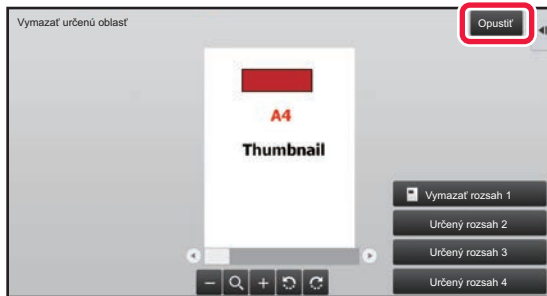 Vymazať určenú oblasť
Opustiť
A4
Thumbnail
Vymazať rozsah 1
Určený rozsah 2
Určený rozsah 3
Určený rozsah 4